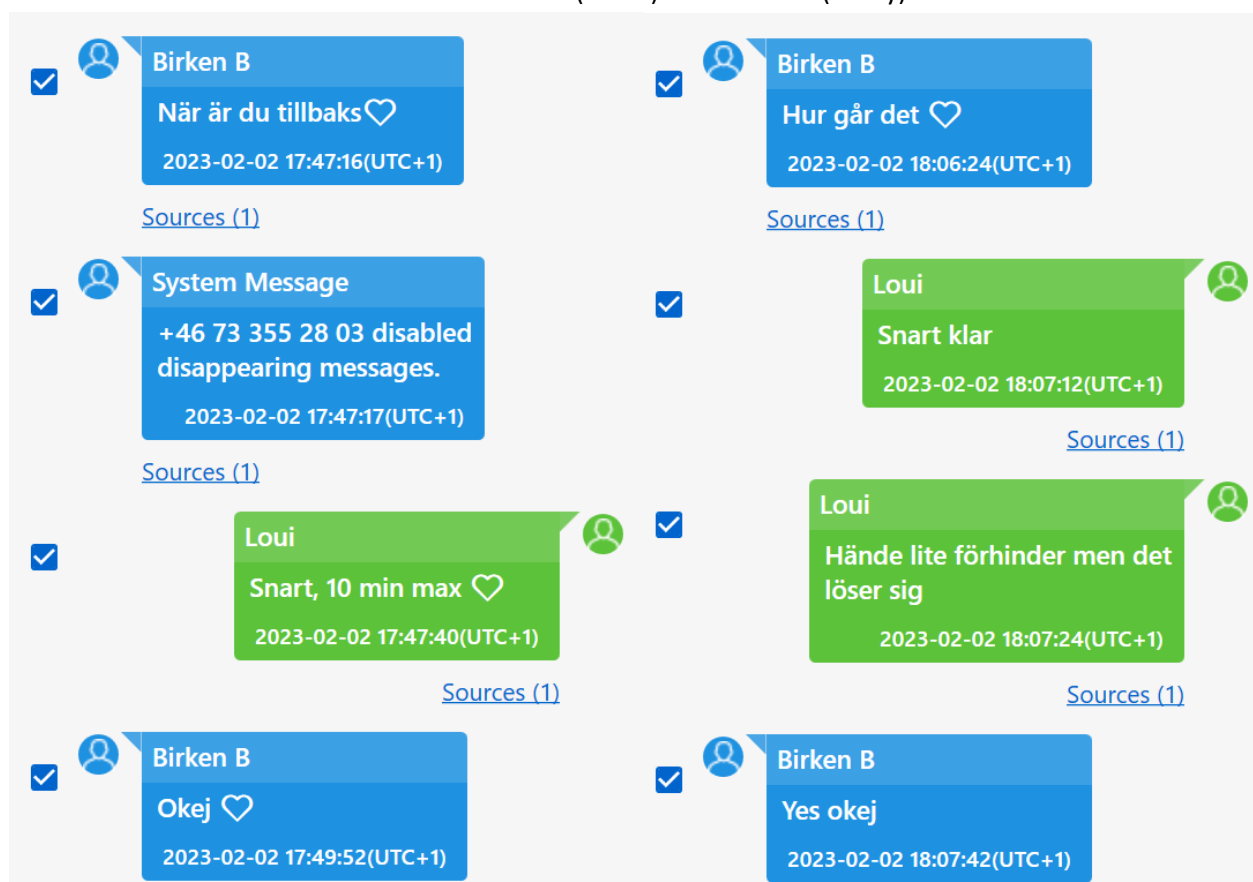 Birken B
När är du tillbaks♡
2023-02-02 17:47:16(UTC+1)
Sources (1)
System Message
+46 73 355 28 03 disabled
disappearing messages.
2023-02-02 17:47:17(UTC+1)
Sources (1)
Loui
Snart, 10 min max ♡
2023-02-02 17:47:40(UTC+1)
Sources (1)
Birken B
Okej ♡
2023-02-02 17:49:52(UTC+1)
Birken B
Hur går det ♡
2023-02-02 18:06:24(UTC+1)
Sources (1)
Loui
Snart klar
2023-02-02 18:07:12(UTC+1)
Sources (1)
Loui
Hände lite förhinder men det
löser sig
2023-02-02 18:07:24(UTC+1)
Sources (1)
Birken B
Yes okej
2023-02-02 18:07:42(UTC+1)